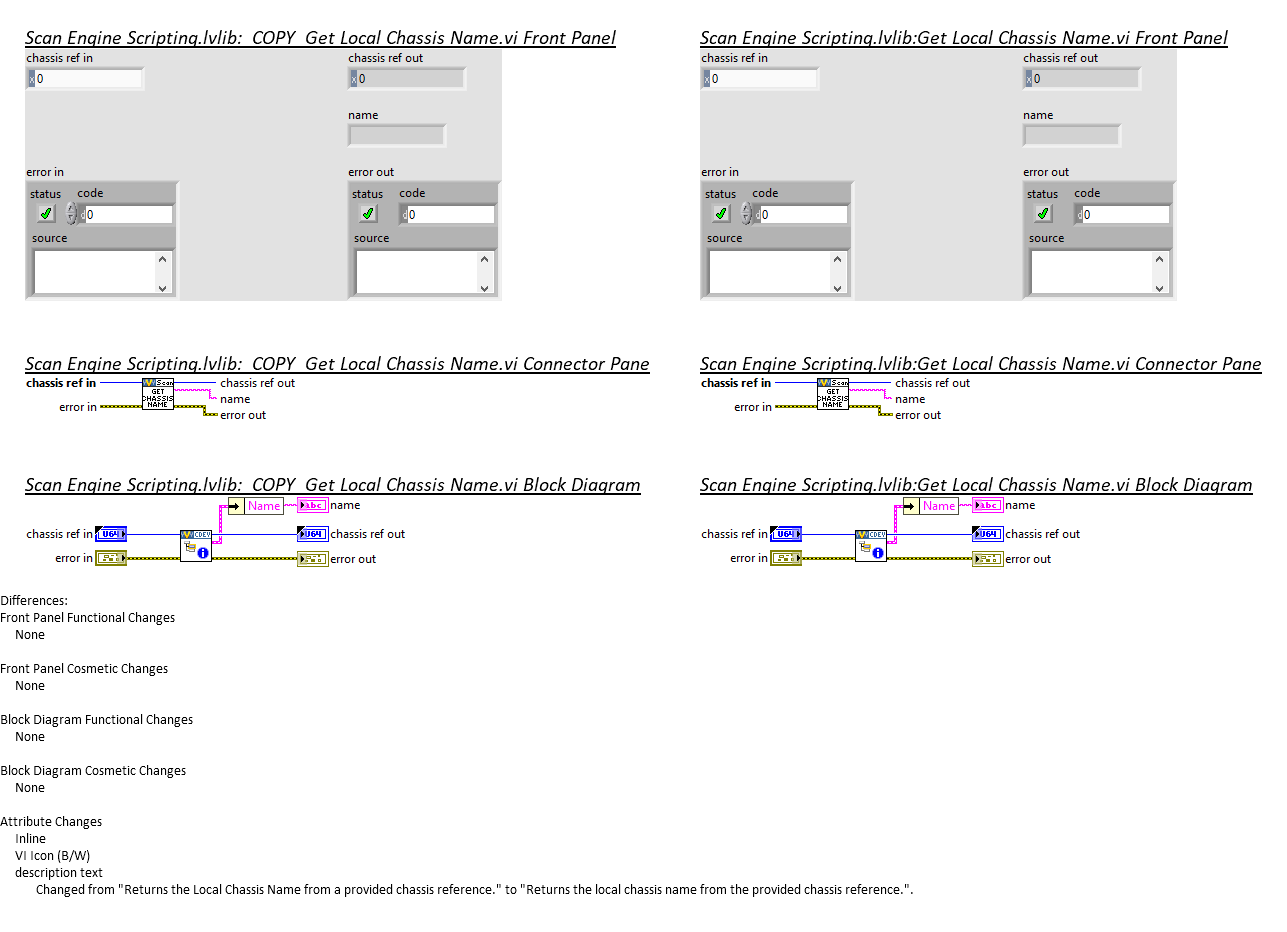 Scan Engine Scripting.lvlib:_COPY_Get Local Chassis Name.vi Front Panel
chassis ref in
chassis ref out
x 0
x 0
name
error in
error out
status
code
status
code
d 0
d 0
source
source
Scan Engine Scripting.lvlib:Get Local Chassis Name.vi Front Panel
chassis ref in
chassis ref out
x 0
x 0
name
error in
error out
status
code
status
code
d 0
d 0
source
source
Scan Engine Scripting.lvlib:_COPY_Get Local Chassis Name.vi Connector Pane
chassis ref in
Scan
GET
CHASSIS
NAME
chassis ref out
name
error in
error out
Scan Engine Scripting.lvlib:Get Local Chassis Name.vi Connector Pane
chassis ref in
Scan
GET
CHASSIS
NAME
chassis ref out
name
error in
error out
Scan Engine Scripting.lvlib:_COPY_Get Local Chassis Name.vi Block Diagram
Name
abc
name
chassis ref in
U64
CDEV
U64
chassis ref out
error in
error out
Scan Engine Scripting.lvlib:Get Local Chassis Name.vi Block Diagram
Name
abc
name
chassis ref in
U64
CDEV
U64
chassis ref out
error in
error out
Differences:
Front Panel Functional Changes
None
Front Panel Cosmetic Changes
None
Block Diagram Functional Changes
None
Block Diagram Cosmetic Changes
None
Attribute Changes
Inline
VI Icon (B/W)
description text
Changed from "Returns the Local Chassis Name from a provided chassis reference." to "Returns the local chassis name from the provided chassis reference.".